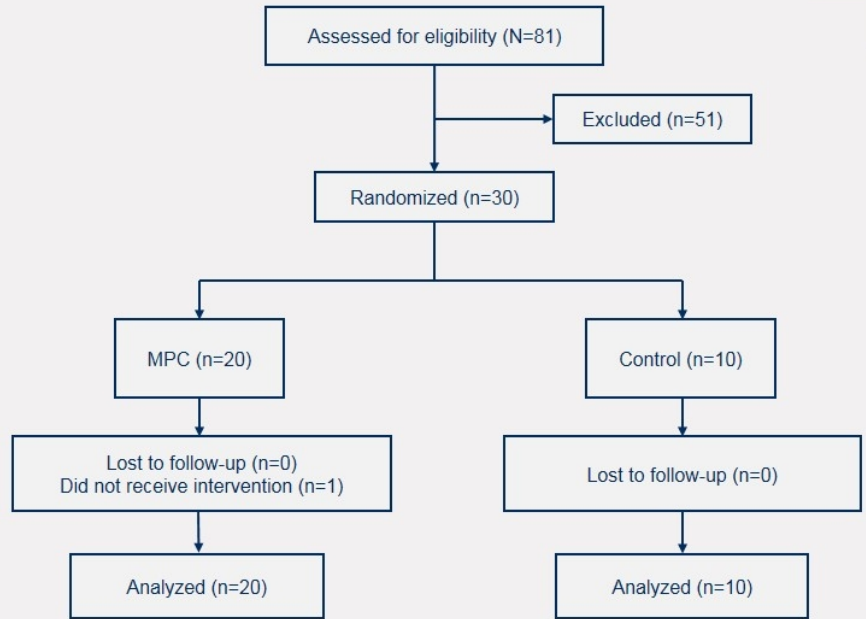 Assessed for eligibility (N=81)
Excluded (n=51)
Randomized (n=30)
MPC (n=20)
Control (n=10)
Lost to follow-up (n=0)
Did not receive intervention (n=1)
Lost to follow-up (n=0)
Analyzed (n=20)
Analyzed (n=10)